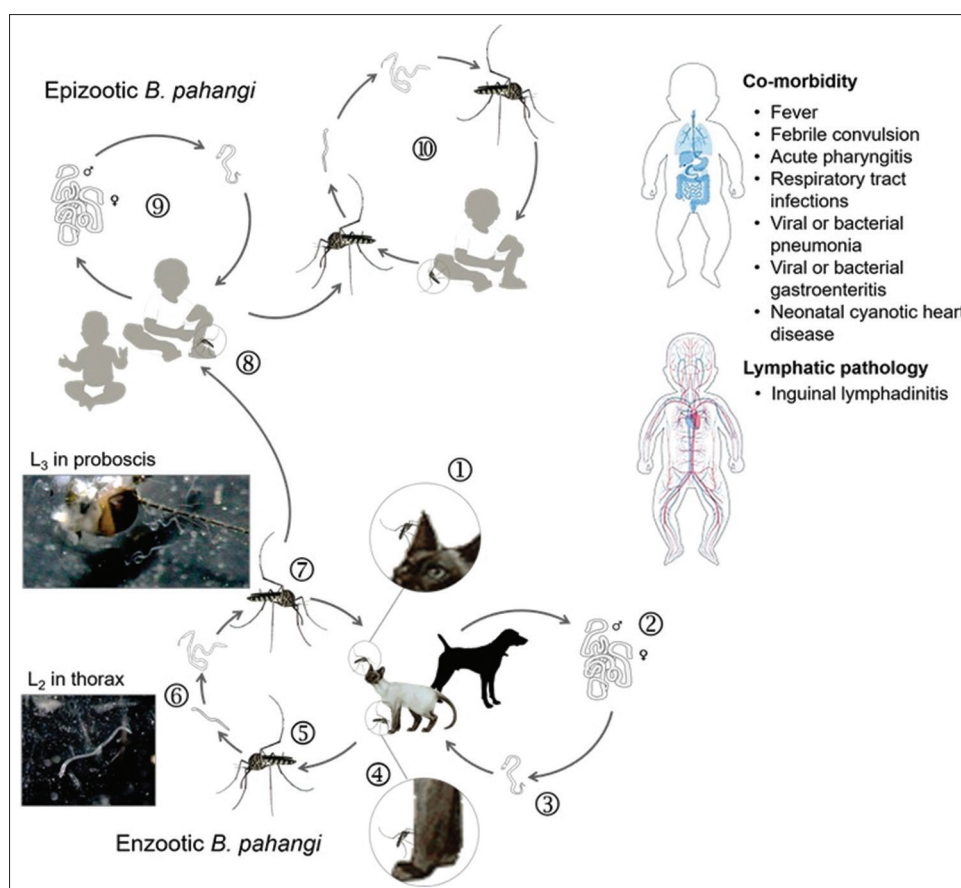 Epizootic B. pahangi
♂
♀
⑨
⑩
⑧
Co-morbidity
• Fever
• Febrile convulsion
• Acute pharyngitis
• Respiratory tract
infections
• Viral or bacterial
pneumonia
• Viral or bacterial
gastroenteritis
• Neonatal cyanotic heart
disease
Lymphatic pathology
• Inguinal lymphadinitis
L₃ in proboscis
①
⑦
②
♂
♀
L₂ in thorax
⑥
⑤
④
③
Enzootic B. pahangi